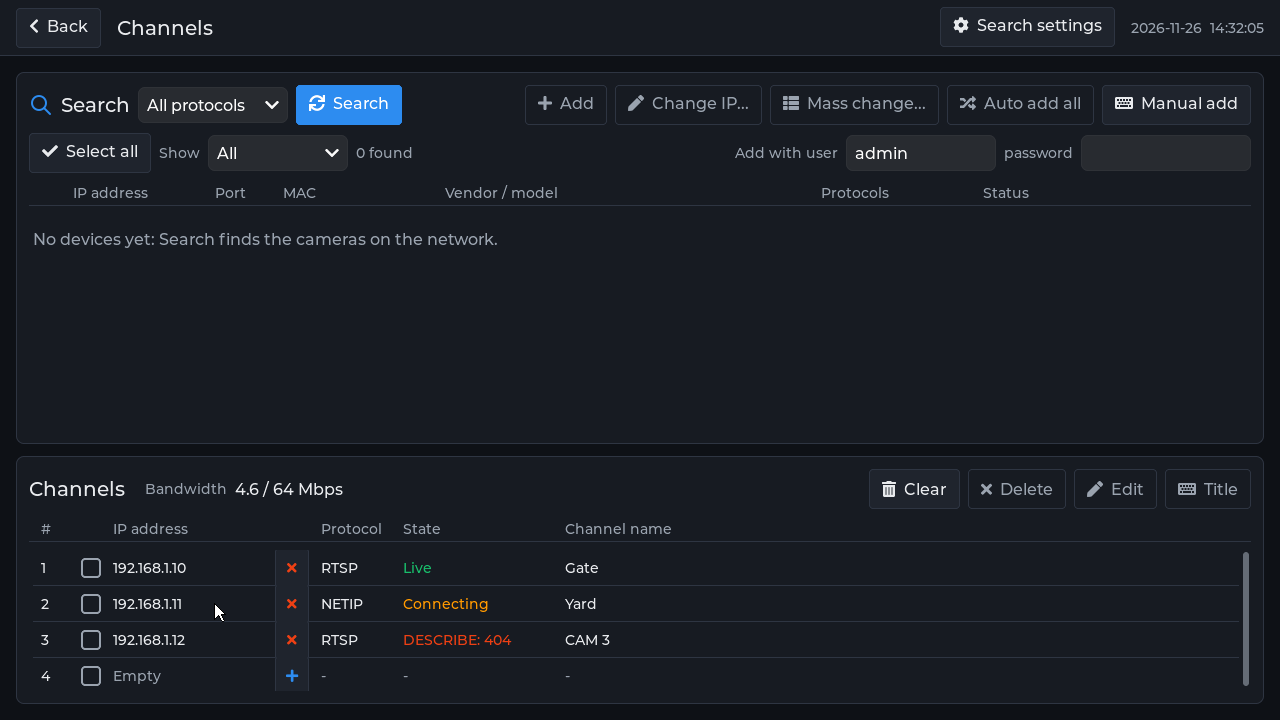 Back Channels Search settings 2026-11-26 14:32:05
Search All protocols Search Add Change IP... Mass change... Auto add all Manual add
Select all Show All 0 found Add with user admin password
IP address Port MAC Vendor / model Protocols Status
No devices yet: Search finds the cameras on the network.
Channels Bandwidth 4.6 / 64 Mbps Clear Delete Edit Title
# IP address Protocol State Channel name
1 192.168.1.10 RTSP Live Gate
2 192.168.1.11 NETIP Connecting Yard
3 192.168.1.12 RTSP DESCRIBE: 404 CAM 3
4 Empty - - -